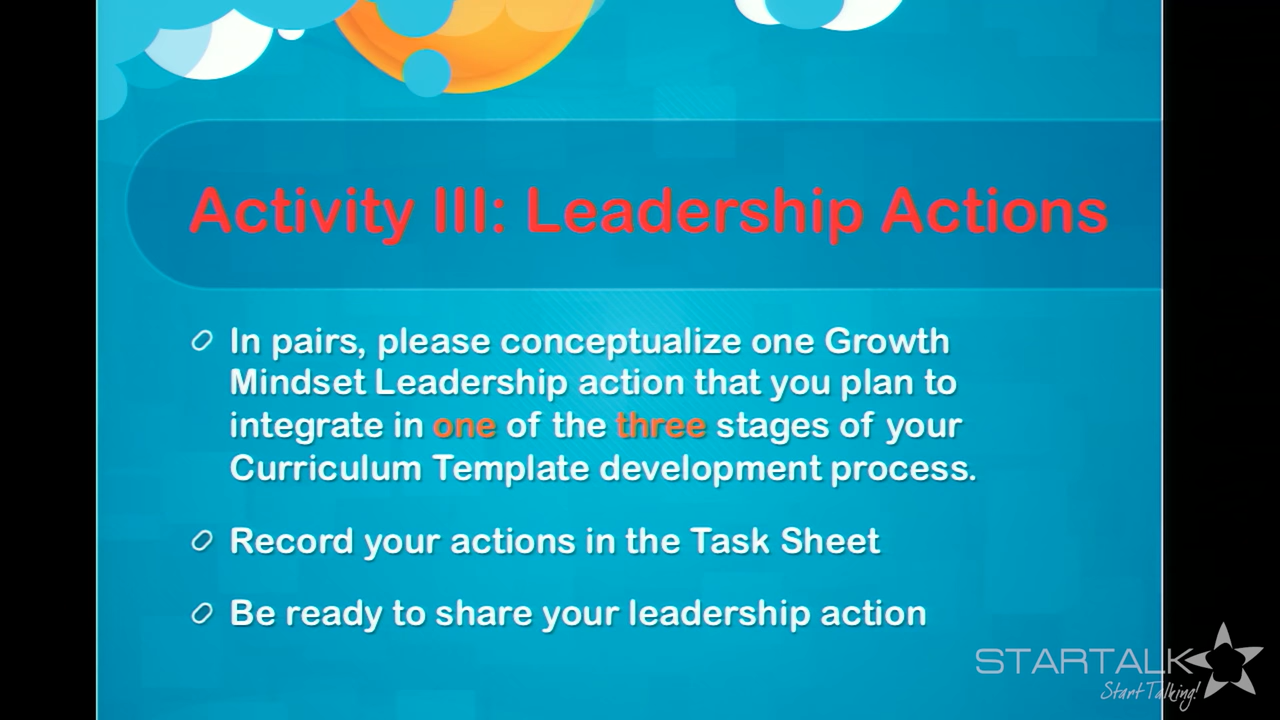 Activity III: Leadership Actions
In pairs, please conceptualize one Growth
Mindset Leadership action that you plan to
integrate in one of the three stages of your
Curriculum Template development process.
Record your actions in the Task Sheet
Be ready to share your leadership action
STARTALK
Start Talking!